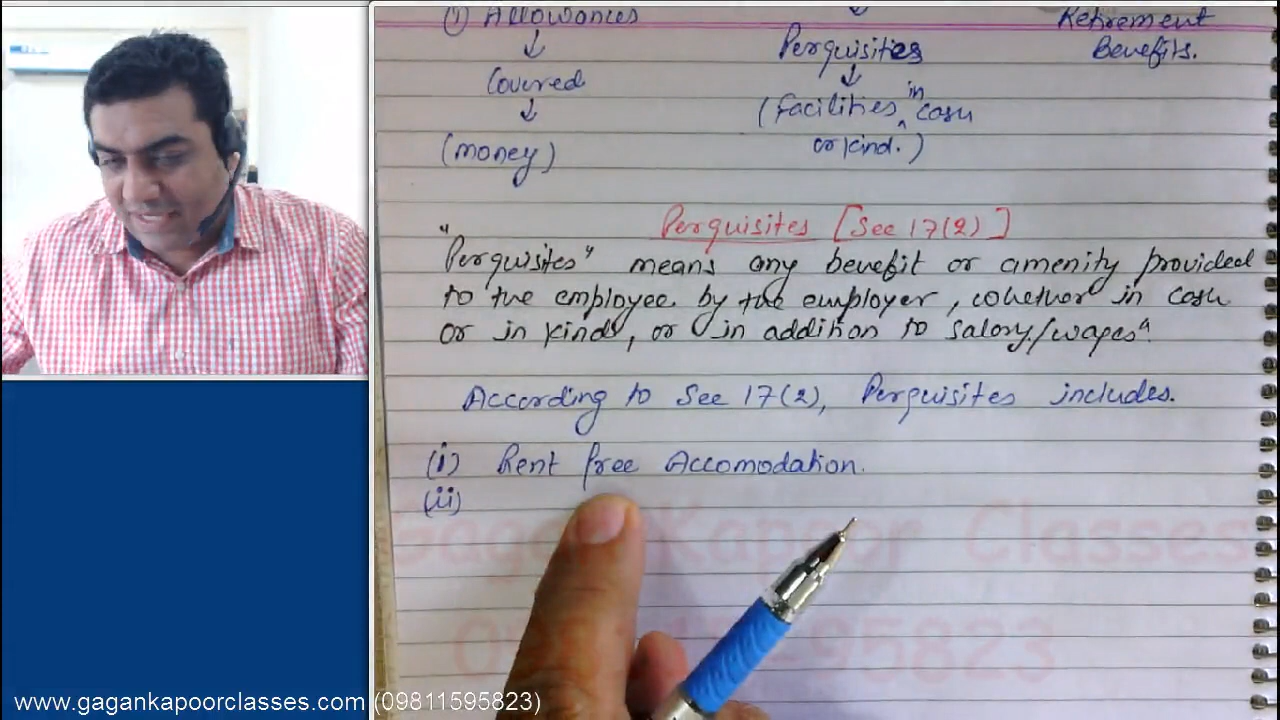 (i) Allowances
↓
Covered
↓
(money)
Perquisities
↓
(facilities in cash
or kind.)
Retirement
Benefits.
Perquisites [Sec 17(2)]
"Perquisites" means any benefit or amenity provided
to the employee by the employer, whether in cash
or in kind, or in addition to salary/wages"
According to Sec 17(2), Perquisites includes.
(i) Rent free Accomodation.
(ii)
Gagan Kapoor Classes
www.gagankapoorclasses.com (09811595823)